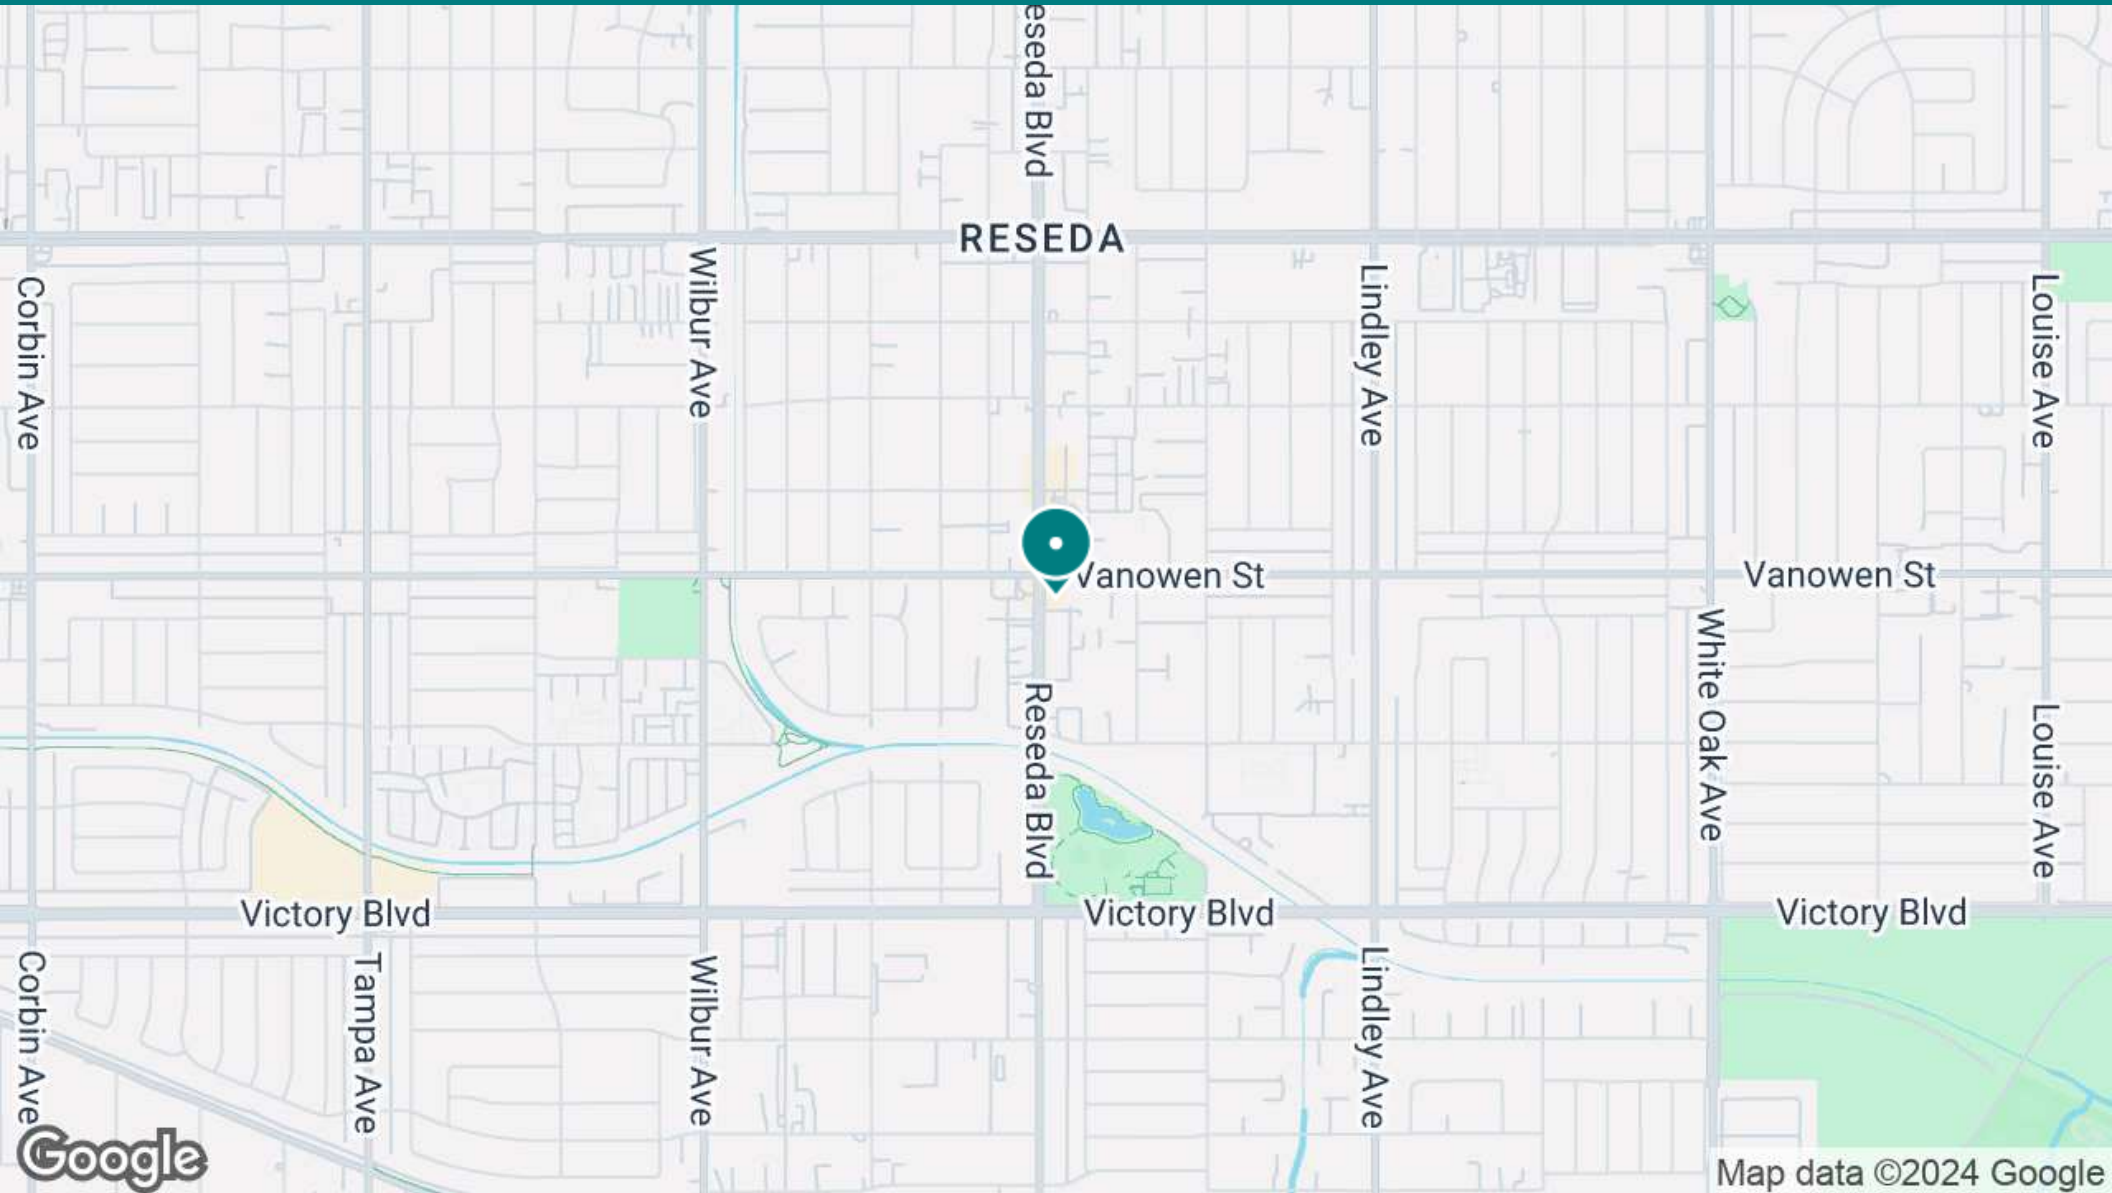 eseda Blvd
RESEDA
Corbin Ave
Wilbur Ave
Lindley Ave
Louise Ave
Vanowen St
Vanowen St
White Oak Ave
Reseda Blvd
Louise Ave
Victory Blvd
Victory Blvd
Victory Blvd
Corbin Ave
Tampa Ave
Wilbur Ave
Lindley Ave
Google
Map data ©2024 Google